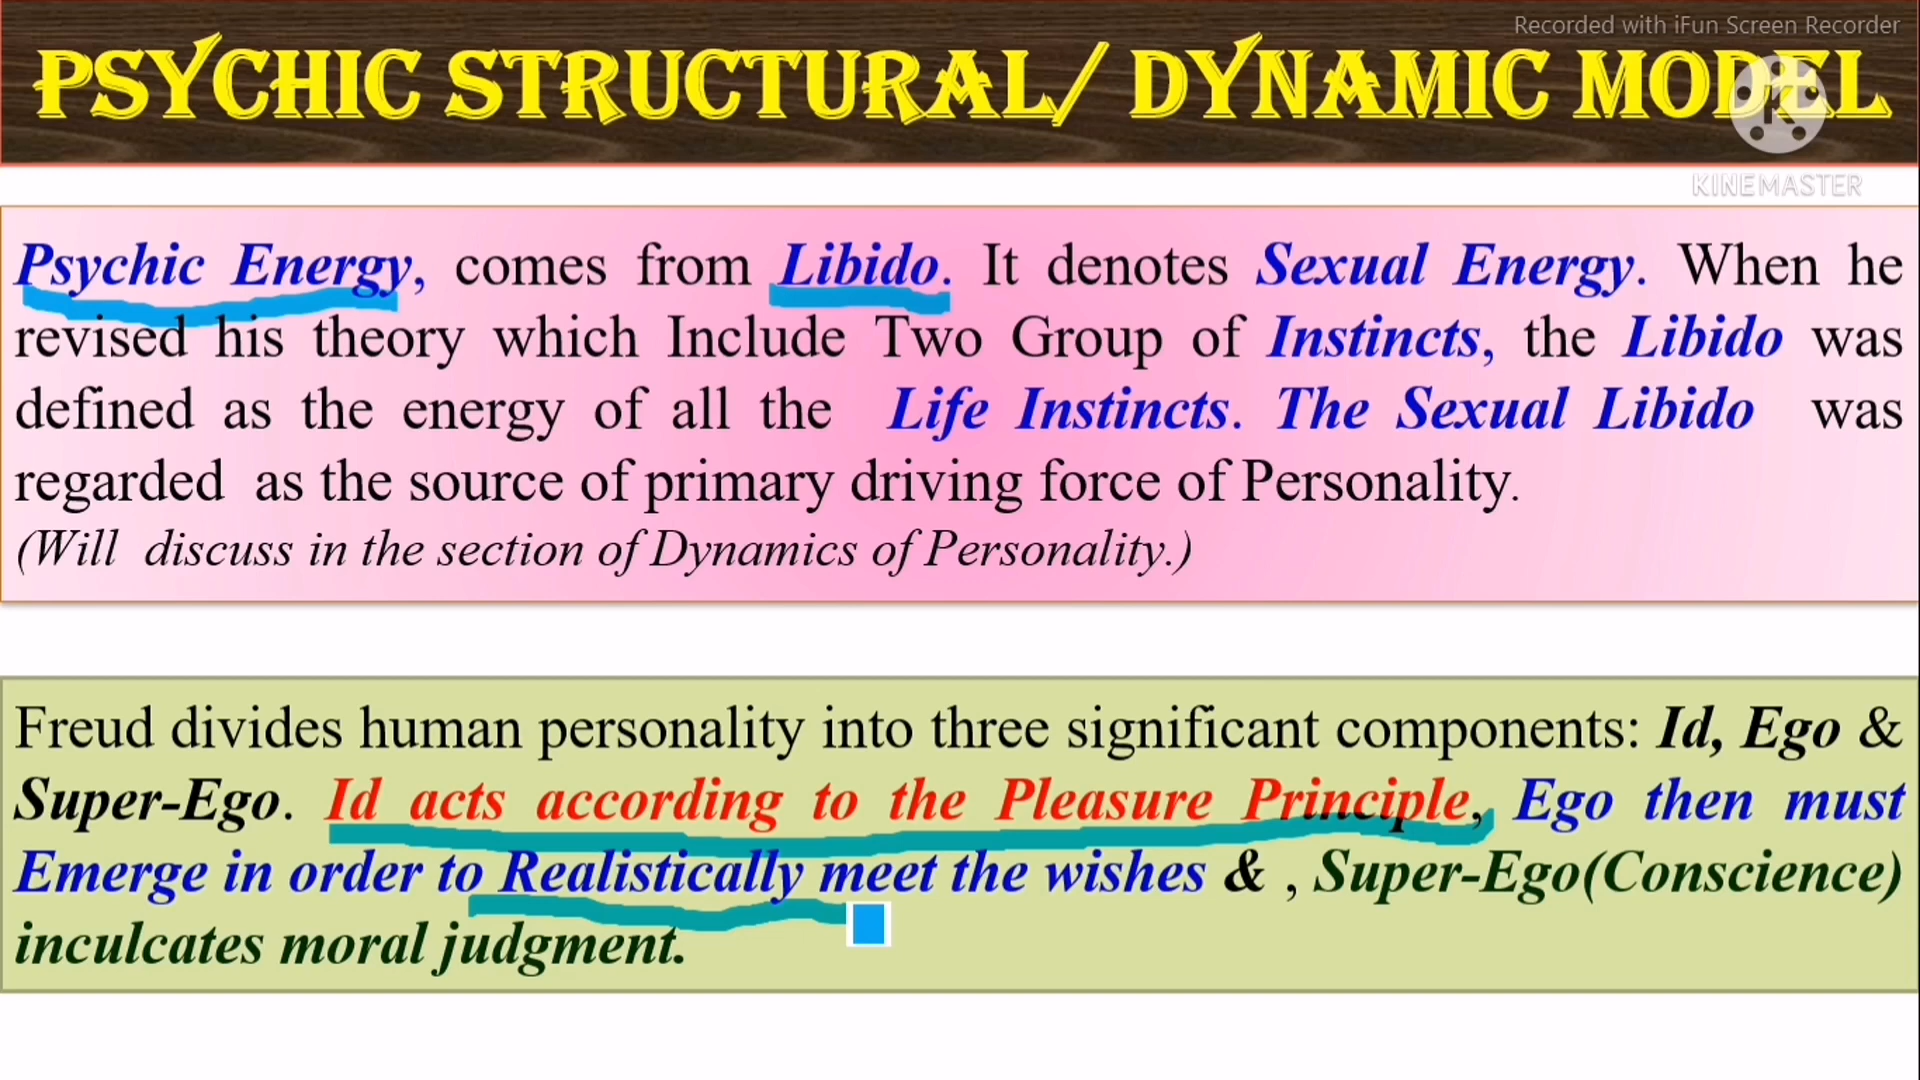 Recorded with iFun Screen Recorder
PSYCHIC STRUCTURAL/ DYNAMIC MODEL
KINEMASTER
Psychic Energy, comes from Libido. It denotes Sexual Energy. When he
revised his theory which Include Two Group of Instincts, the Libido was
defined as the energy of all the Life Instincts. The Sexual Libido was
regarded as the source of primary driving force of Personality.
(Will discuss in the section of Dynamics of Personality.)
Freud divides human personality into three significant components: Id, Ego &
Super-Ego. Id acts according to the Pleasure Principle, Ego then must
Emerge in order to Realistically meet the wishes & , Super-Ego(Conscience)
inculcates moral judgment.